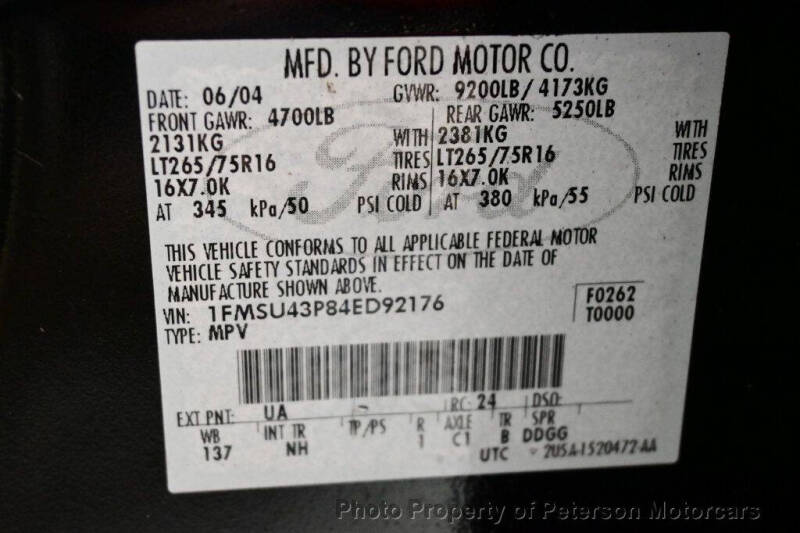 MFD. BY FORD MOTOR CO.
DATE: 06/04 GVWR: 9200LB/ 4173KG
FRONT GAWR: 4700LB REAR GAWR: 5250LB
2131KG WITH 2381KG WITH
LT265/75R16 TIRES LT265/75R16 TIRES
16X7.0K RIMS 16X7.0K RIMS
AT 345 kPa/50 PSI COLD AT 380 kPa/55 PSI COLD
Ford
THIS VEHICLE CONFORMS TO ALL APPLICABLE FEDERAL MOTOR
VEHICLE SAFETY STANDARDS IN EFFECT ON THE DATE OF
MANUFACTURE SHOWN ABOVE.
VIN: 1FMSU43P84ED92176 F0262
TYPE: MPV T0000
EXT PNT: UA RC: 24 DSO:
WB INT TR TP/PS R AXLE TR SPR
137 NH 1 C1 B DDGG
UTC 2U5A-1520472-AA
Photo Property of Peterson Motorcars